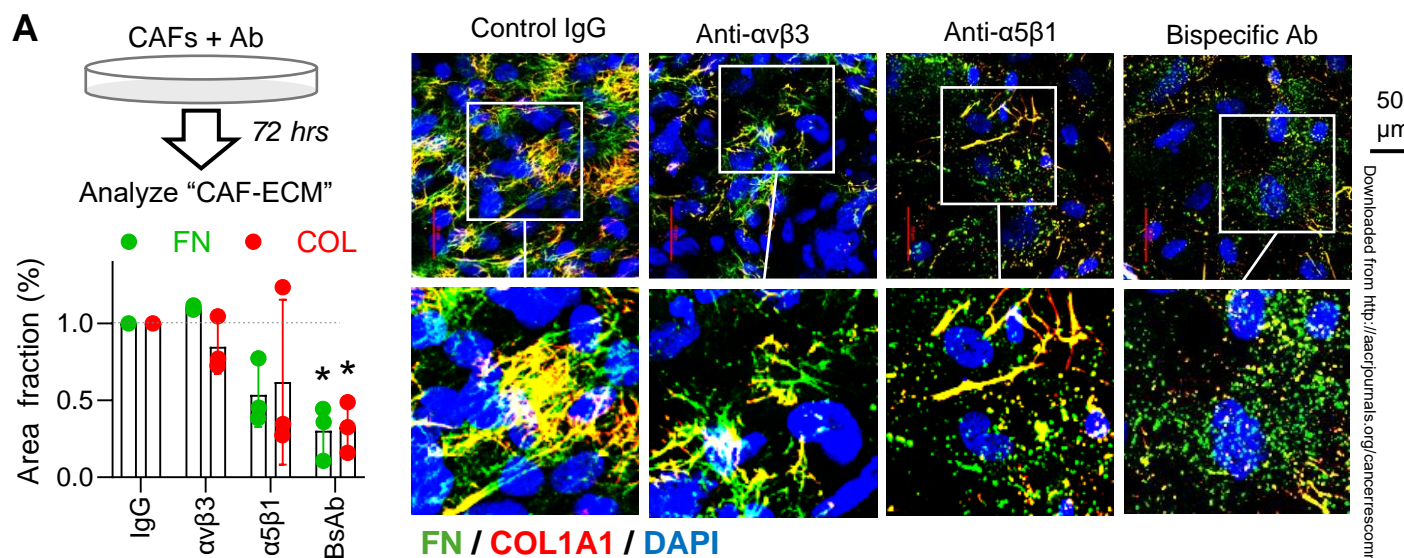 A
CAFs + Ab
72 hrs
Analyze “CAF-ECM”
FN COL
Area fraction (%)
1.0
0.5
0.0
* *
IgG
αvβ3
α5β1
BsAb
Control IgG
Anti-αvβ3
Anti-α5β1
Bispecific Ab
50
μm
FN / COL1A1 / DAPI
Downloaded from http://aacrjournals.org/cancerrescomm